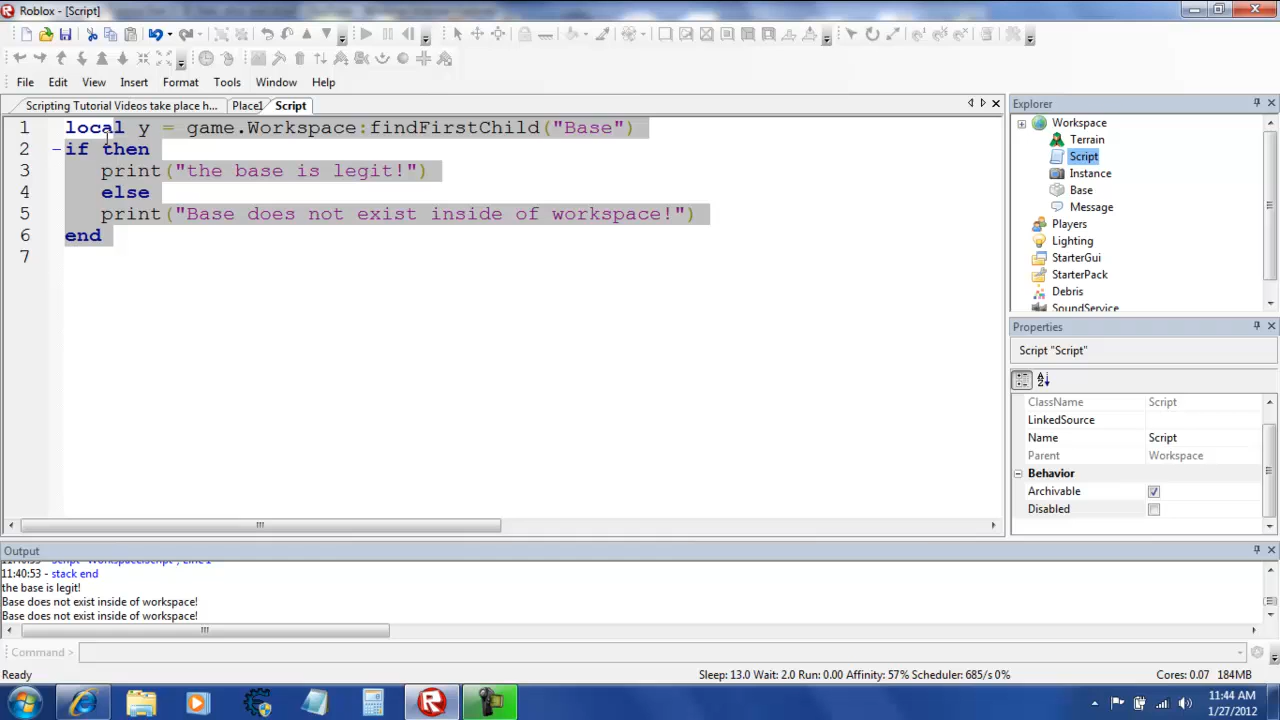 Roblox - [Script]
File Edit View Insert Format Tools Window Help
Scripting Tutorial Videos take place h... Place1 Script
1 local y = game.Workspace:findFirstChild("Base")
2 if then
3 print("the base is legit!")
4 else
5 print("Base does not exist inside of workspace!")
6 end
7
Explorer
Workspace
Terrain
Script
Instance
Base
Message
Players
Lighting
StarterGui
StarterPack
Debris
SoundService
Properties
Script "Script"
ClassName Script
LinkedSource
Name Script
Parent Workspace
Behavior
Archivable
Disabled
Output
11:40:53 - stack end
the base is legit!
Base does not exist inside of workspace!
Base does not exist inside of workspace!
Command >
Ready
Sleep: 13.0 Wait: 2.0 Run: 0.00 Affinity: 57% Scheduler: 685/s 0%
Cores: 0.07 184MB
11:44 AM
1/27/2012